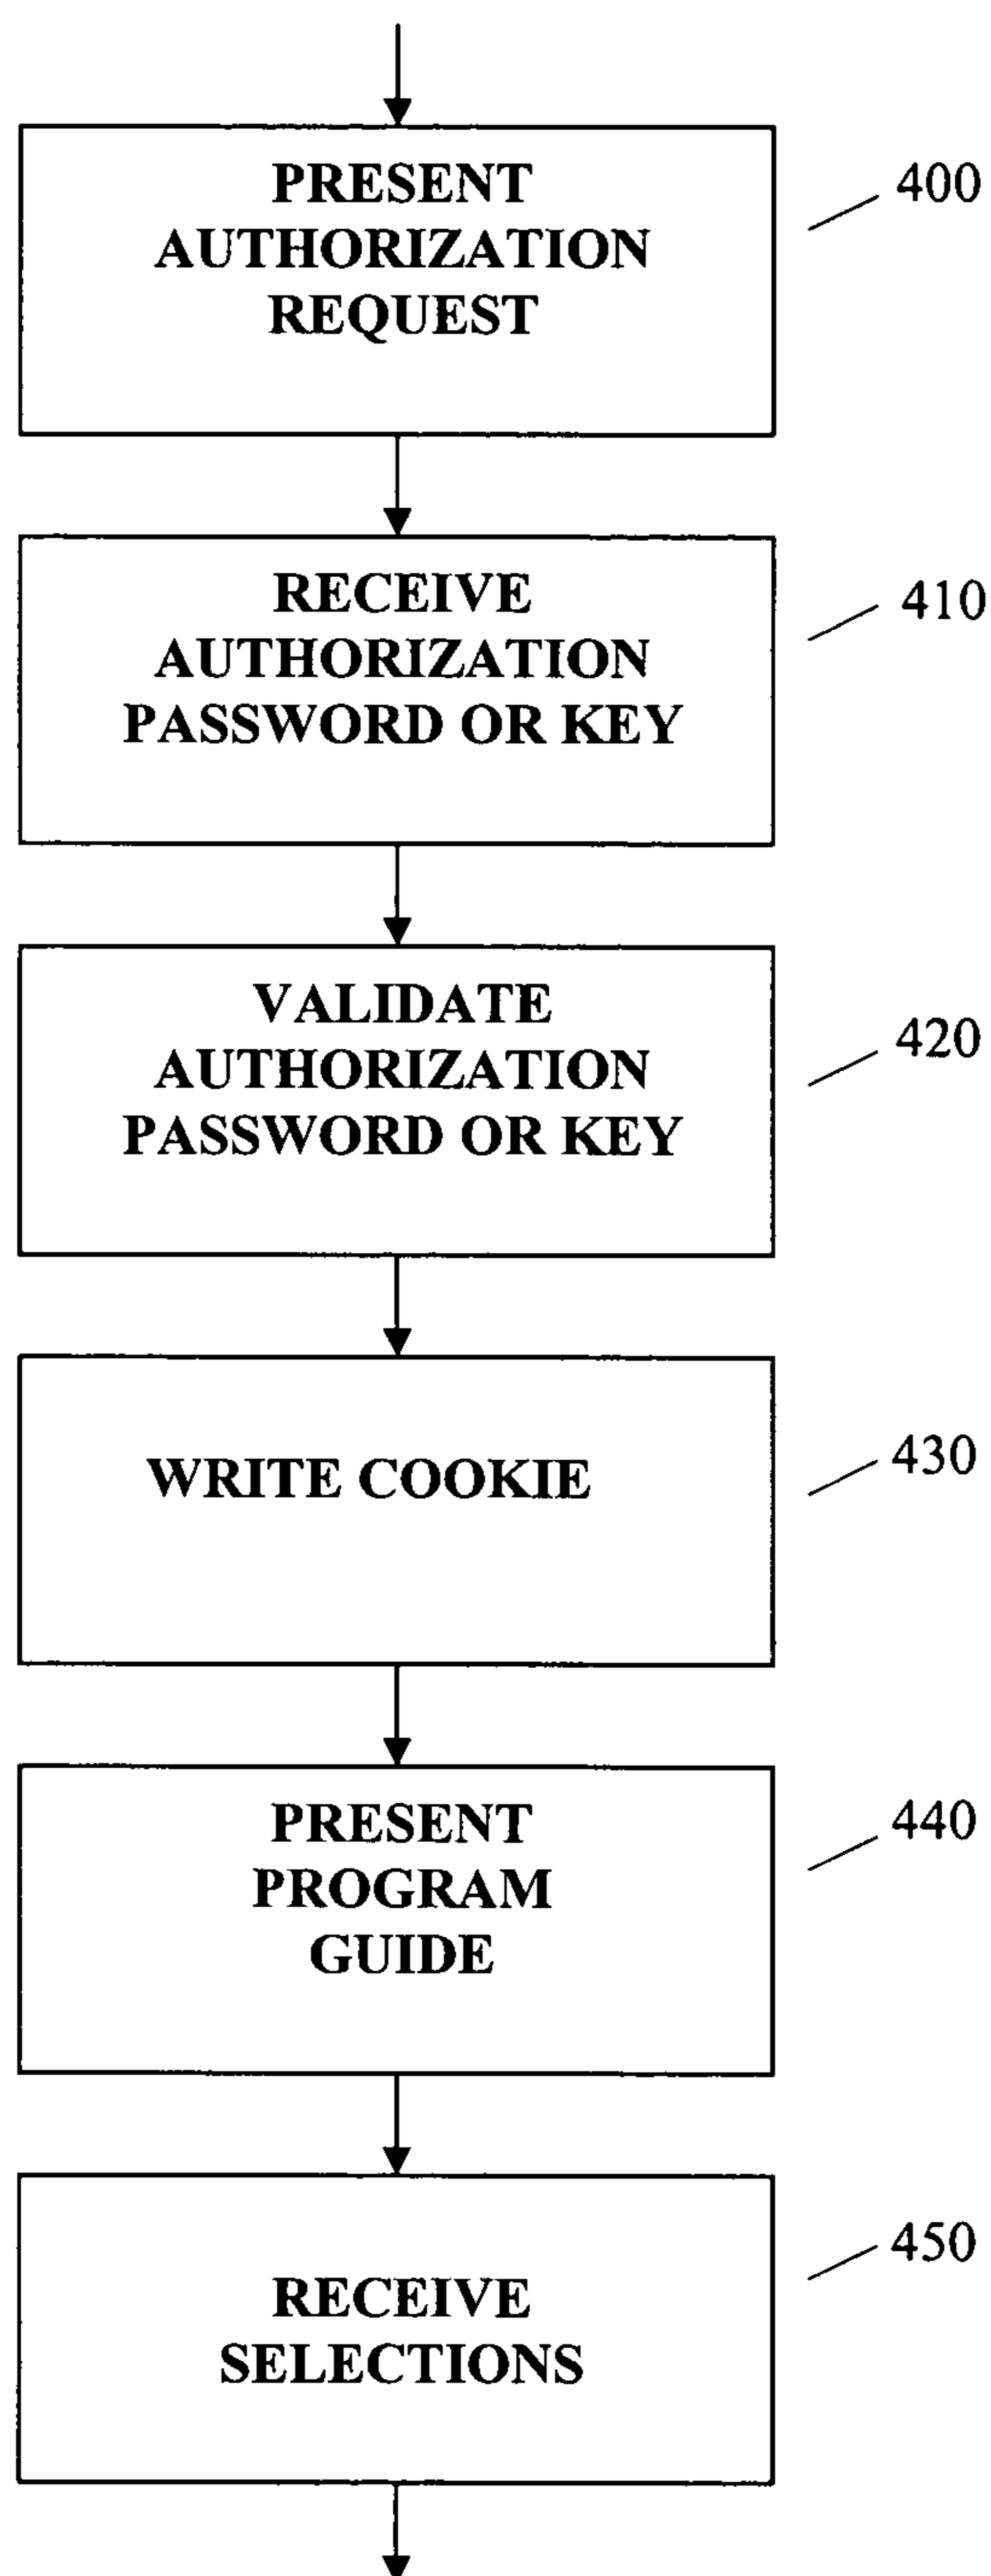 PRESENT
AUTHORIZATION
REQUEST
400
RECEIVE
AUTHORIZATION
PASSWORD OR KEY
410
VALIDATE
AUTHORIZATION
PASSWORD OR KEY
420
WRITE COOKIE
430
PRESENT
PROGRAM
GUIDE
440
RECEIVE
SELECTIONS
450